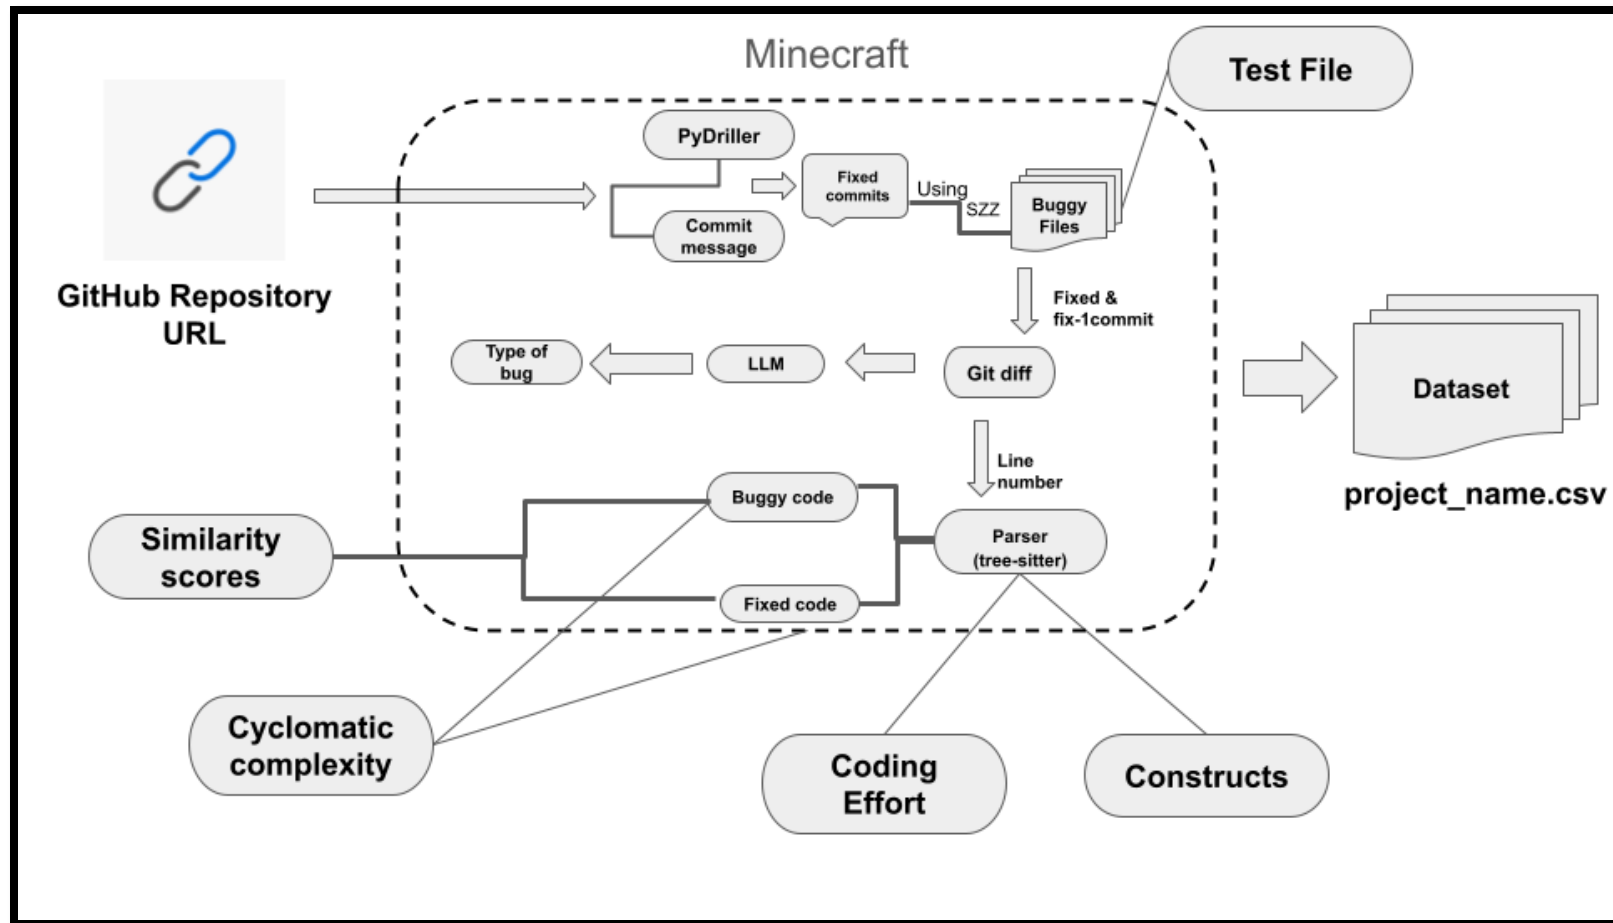 Minecraft
Test File
PyDriller
Fixed
commits
Using
SZZ
Buggy
Files
Commit
message
GitHub Repository
URL
Fixed &
fix-1commit
Type of
bug
LLM
Git diff
Dataset
project_name.csv
Line
number
Buggy code
Similarity
scores
Parser
(tree-sitter)
Fixed code
Cyclomatic
complexity
Coding
Effort
Constructs